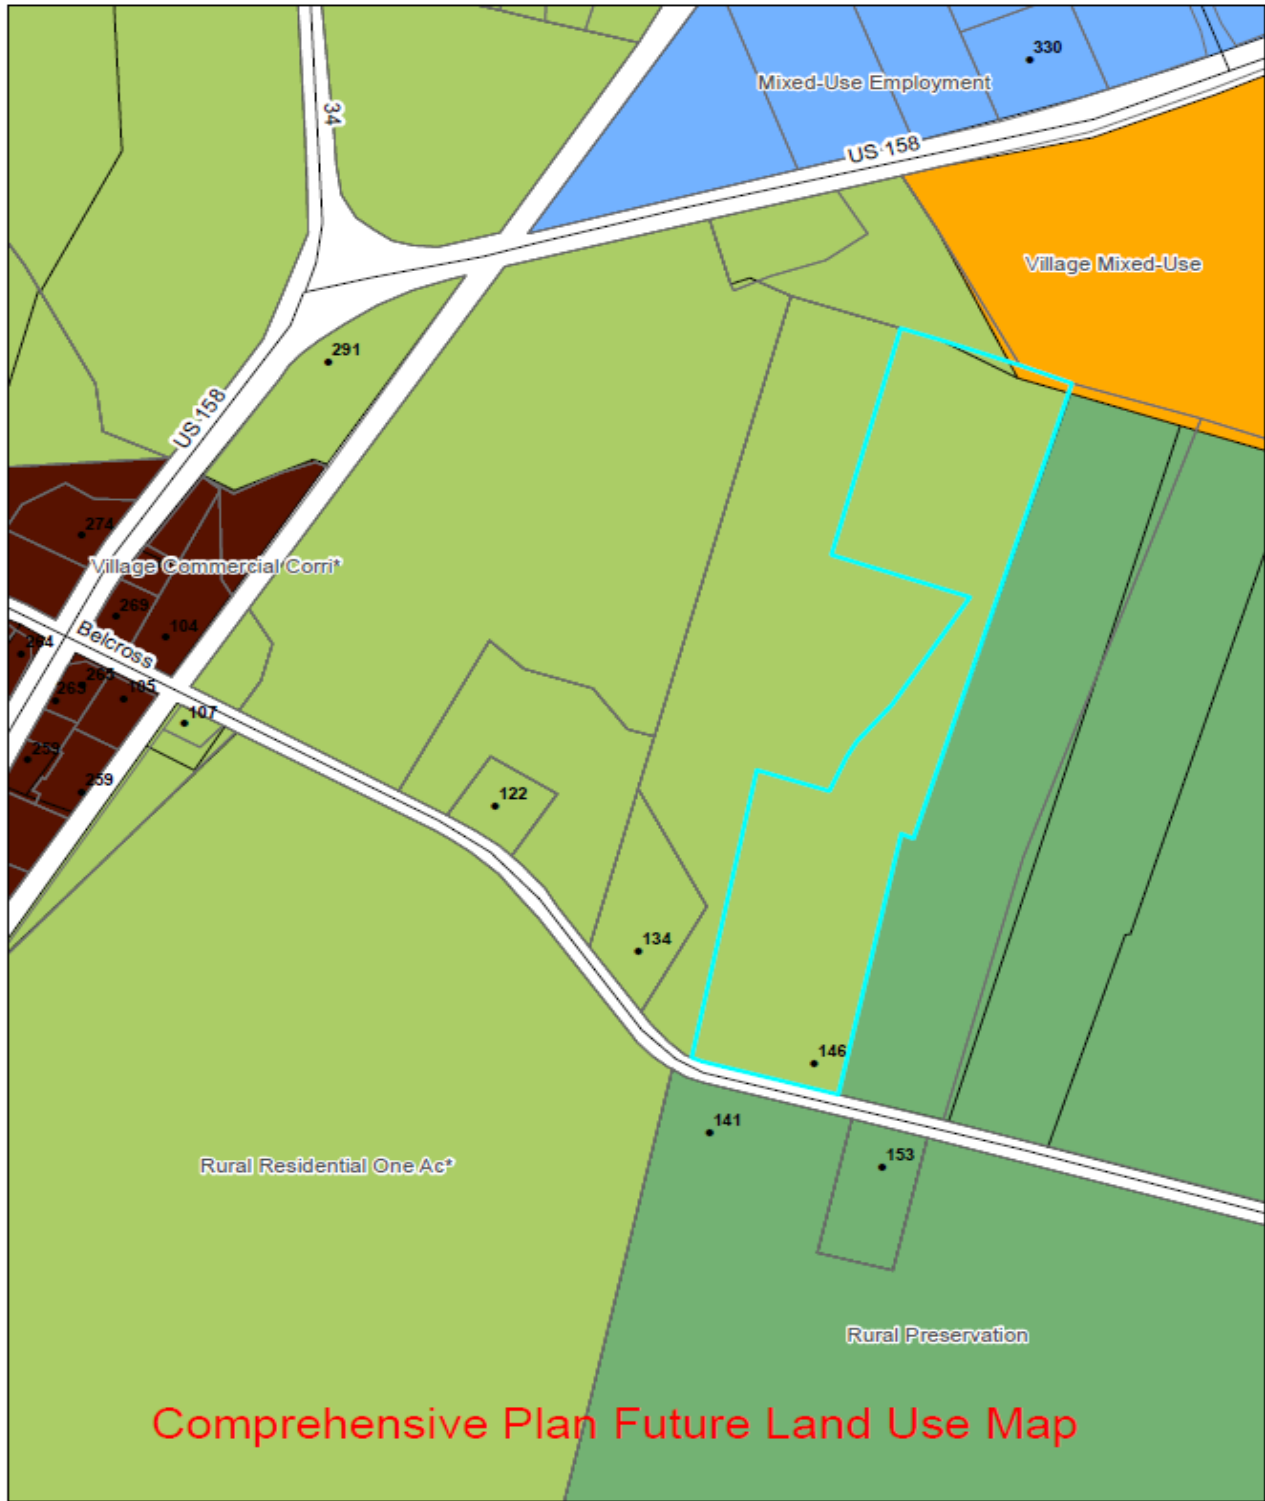 330
Mixed-Use Employment
34
US 158
Village Mixed-Use
291
US 158
274
Village Commercial Corri*
269
104
Belcross
265
105
263
107
259
259
122
134
146
141
153
Rural Residential One Ac*
Rural Preservation
Comprehensive Plan Future Land Use Map